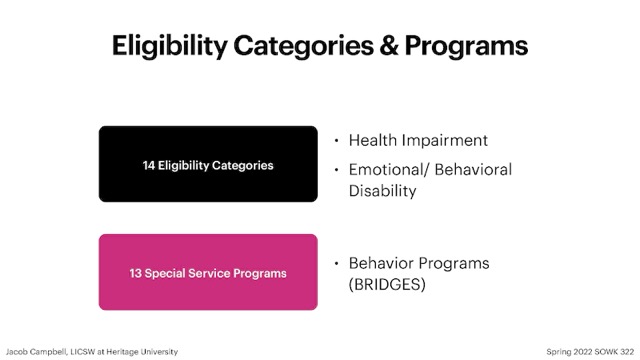 Eligibility Categories & Programs
14 Eligibility Categories
• Health Impairment
• Emotional/ Behavioral
Disability
13 Special Service Programs
• Behavior Programs
(BRIDGES)
Jacob Campbell, LICSW at Heritage University
Spring 2022 SOWK 322